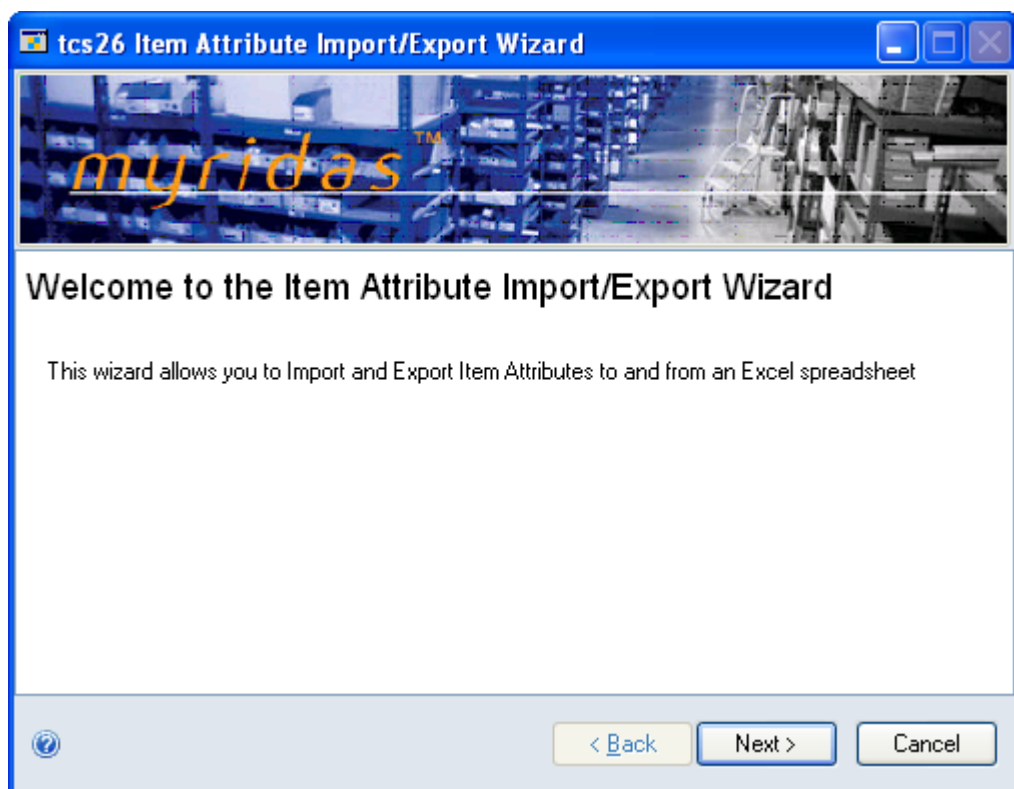 tcs26 Item Attribute Import/Export Wizard
myridas™
Welcome to the Item Attribute Import/Export Wizard
This wizard allows you to Import and Export Item Attributes to and from an Excel spreadsheet
?
< Back Next > Cancel